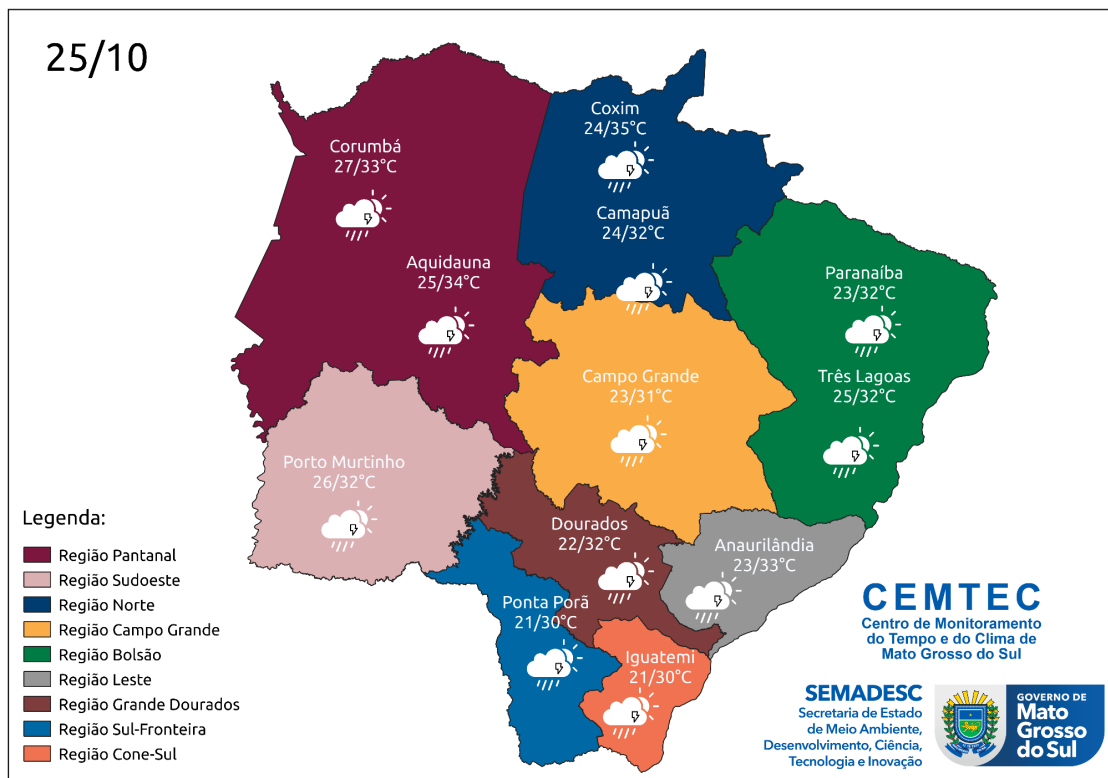 25/10
Coxim
24/35°C
Corumbá
27/33°C
Camapuã
24/32°C
Aquidauna
25/34°C
Paranaíba
23/32°C
Campo Grande
23/31°C
Três Lagoas
25/32°C
Porto Murtinho
26/32°C
Dourados
22/32°C
Anaurilândia
23/33°C
Ponta Porã
21/30°C
Iguatemi
21/30°C
Legenda:
Região Pantanal
Região Sudoeste
Região Norte
Região Campo Grande
Região Bolsão
Região Leste
Região Grande Dourados
Região Sul-Fronteira
Região Cone-Sul
CEMTEC
Centro de Monitoramento
do Tempo e do Clima de
Mato Grosso do Sul
SEMADESC
Secretaria de Estado
de Meio Ambiente,
Desenvolvimento, Ciência,
Tecnologia e Inovação
GOVERNO DE
Mato
Grosso
do Sul